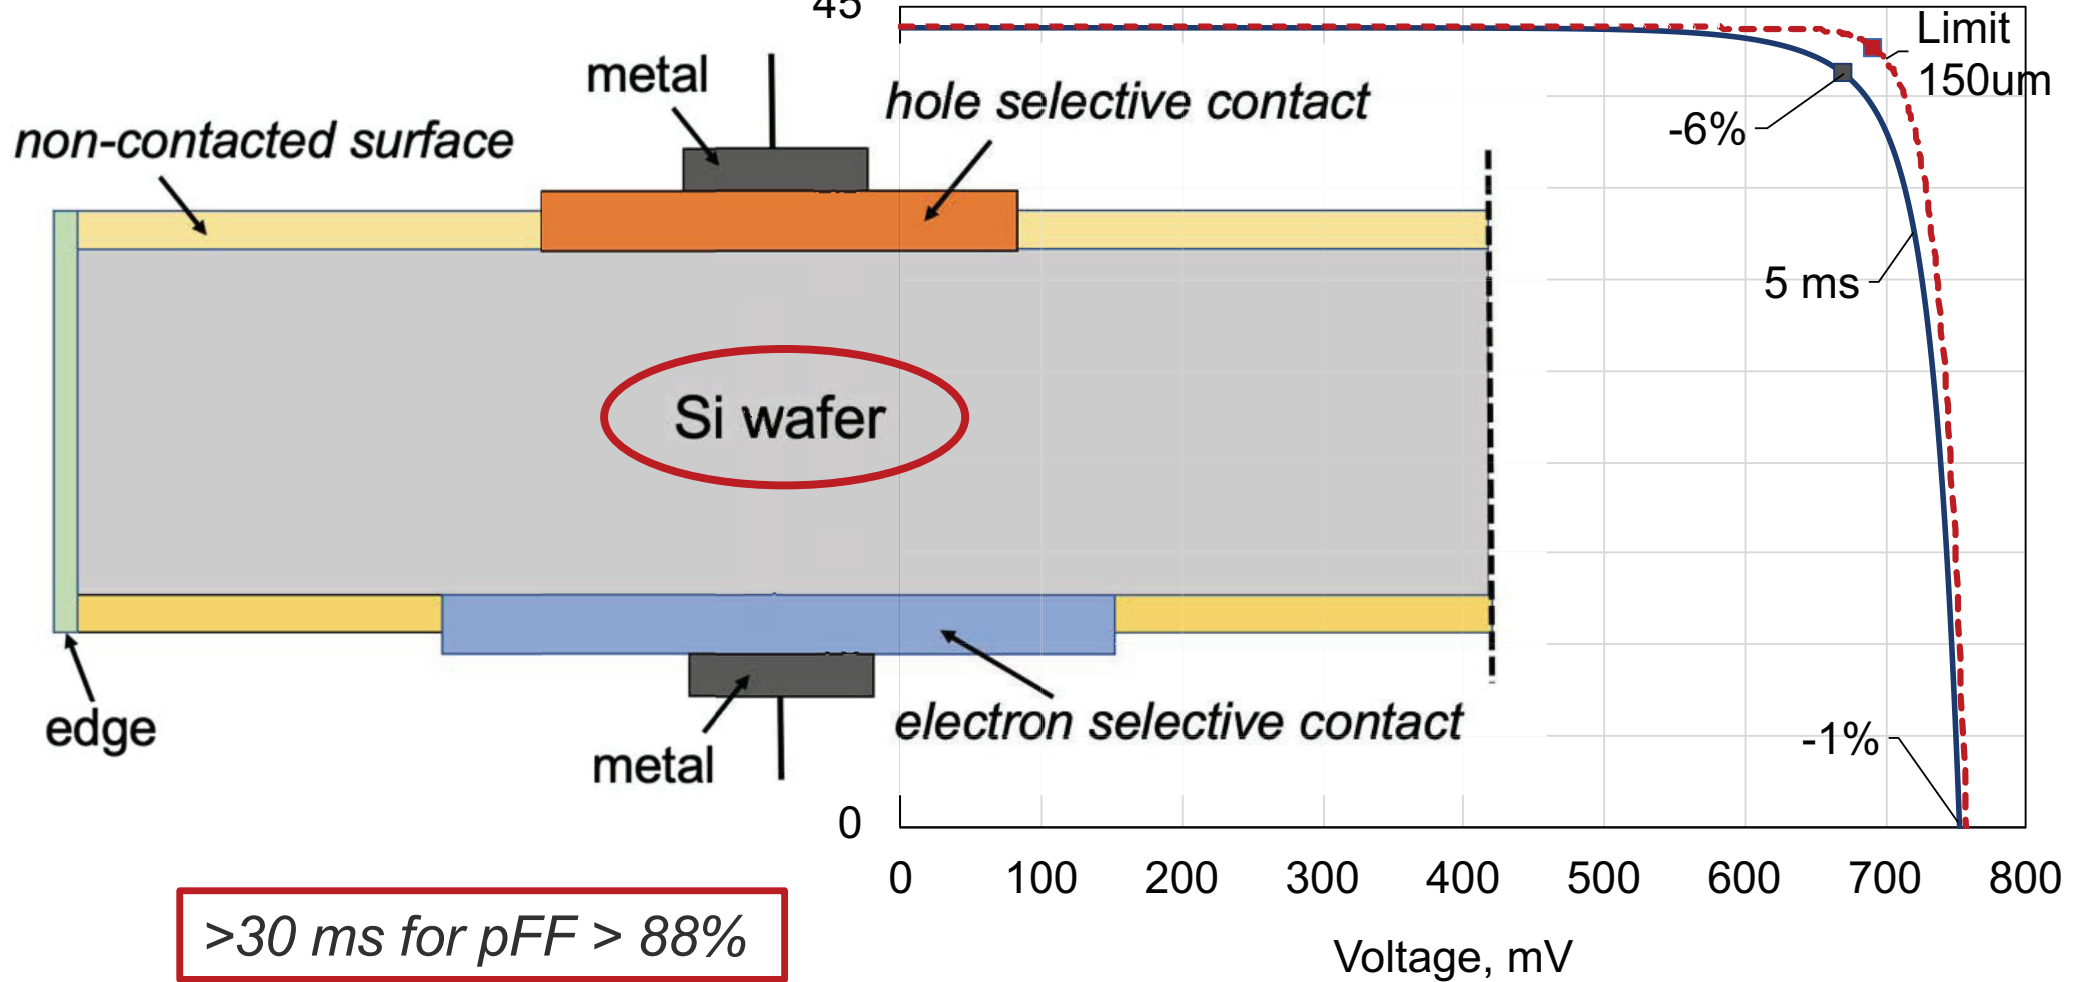 45
Limit
150um
metal
hole selective contact
-6%
non-contacted surface
5 ms
Si wafer
edge
metal
electron selective contact
-1%
0
0 100 200 300 400 500 600 700 800
>30 ms for pFF > 88%
Voltage, mV